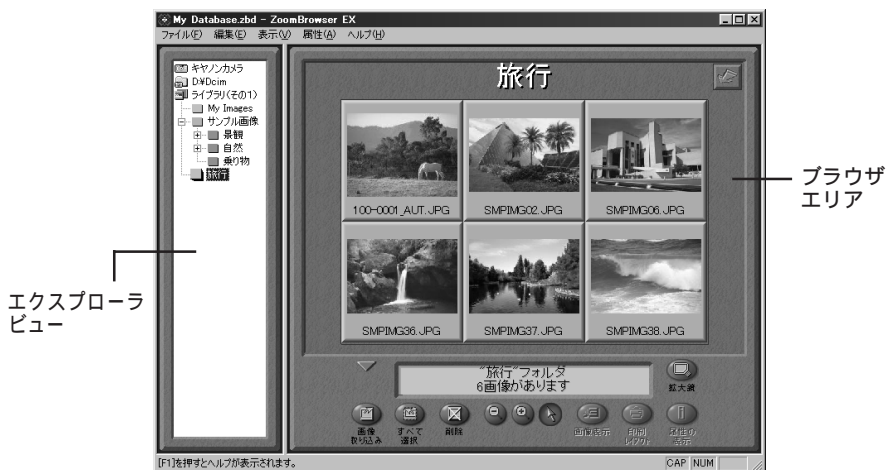 My Database.zbd - ZoomBrowser EX
ファイル(F) 編集(E) 表示(V) 属性(A) ヘルプ(H)
キヤノンカメラ
D:¥Dcim
ライブラリ(その1)
My Images
サンプル画像
景観
自然
乗り物
旅行
旅行
100-0001_AUT.JPG
SMPIMG02.JPG
SMPIMG06.JPG
SMPIMG36.JPG
SMPIMG37.JPG
SMPIMG38.JPG
ブラウザ
エリア
エクスプローラ
ビュー
"旅行"フォルダ
6画像があります
拡大鏡
画像
取り込み
すべて
選択
削除
画像表示
印刷
レイアウト
属性の
表示
[F1]を押すとヘルプが表示されます。
CAP NUM